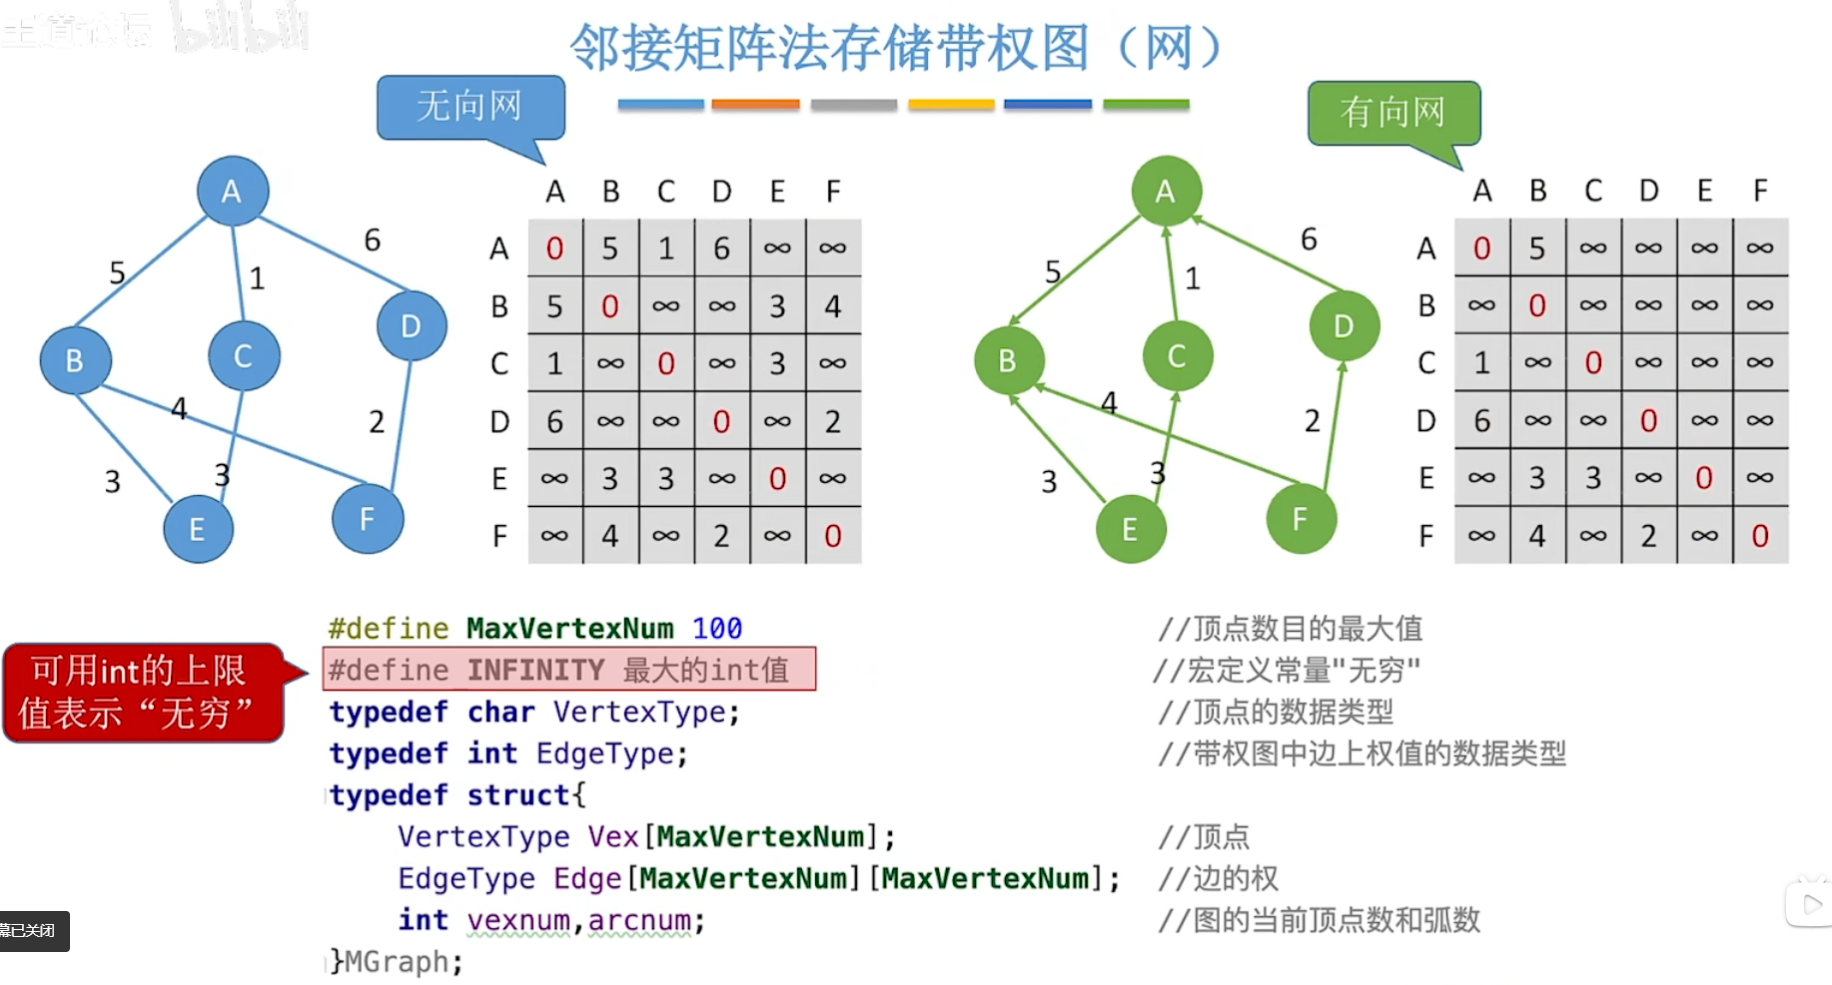 王道论坛 bilibili
邻接矩阵法存储带权图（网）
无向网
A
B
C
D
E
F
5
1
6
4
3
3
2
A B C D E F
A 0 5 1 6 ∞ ∞
B 5 0 ∞ ∞ 3 4
C 1 ∞ 0 ∞ 3 ∞
D 6 ∞ ∞ 0 ∞ 2
E ∞ 3 3 ∞ 0 ∞
F ∞ 4 ∞ 2 ∞ 0
有向网
A
B
C
D
E
F
5
1
6
4
3
3
2
A B C D E F
A 0 5 ∞ ∞ ∞ ∞
B ∞ 0 ∞ ∞ ∞ ∞
C 1 ∞ 0 ∞ ∞ ∞
D 6 ∞ ∞ 0 ∞ ∞
E ∞ 3 3 ∞ 0 ∞
F ∞ 4 ∞ 2 ∞ 0
可用int的上限
值表示“无穷”
#define MaxVertexNum 100 //顶点数目的最大值
#define INFINITY 最大的int值 //宏定义常量"无穷"
typedef char VertexType; //顶点的数据类型
typedef int EdgeType; //带权图中边上权值的数据类型
typedef struct{
VertexType Vex[MaxVertexNum]; //顶点
EdgeType Edge[MaxVertexNum][MaxVertexNum]; //边的权
int vexnum,arcnum; //图的当前顶点数和弧数
}MGraph;
幕已关闭